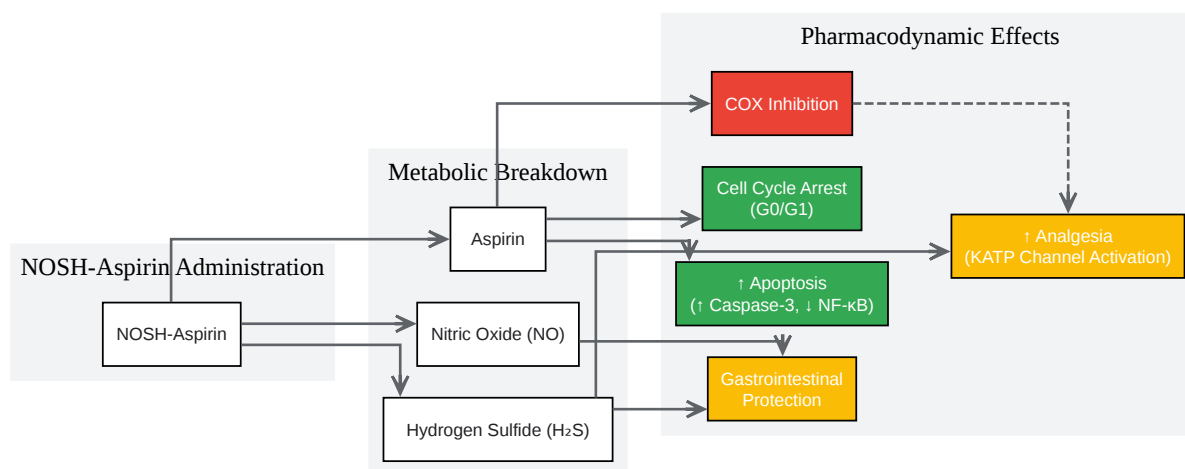 Pharmacodynamic Effects
COX Inhibition
Metabolic Breakdown
Cell Cycle Arrest
(G0/G1)
Aspirin
↑ Analgesia
(KATP Channel Activation)
NOSH-Aspirin Administration
↑ Apoptosis
(↑ Caspase-3, ↓ NF-κB)
NOSH-Aspirin
Nitric Oxide (NO)
Gastrointestinal
Protection
Hydrogen Sulfide (H₂S)